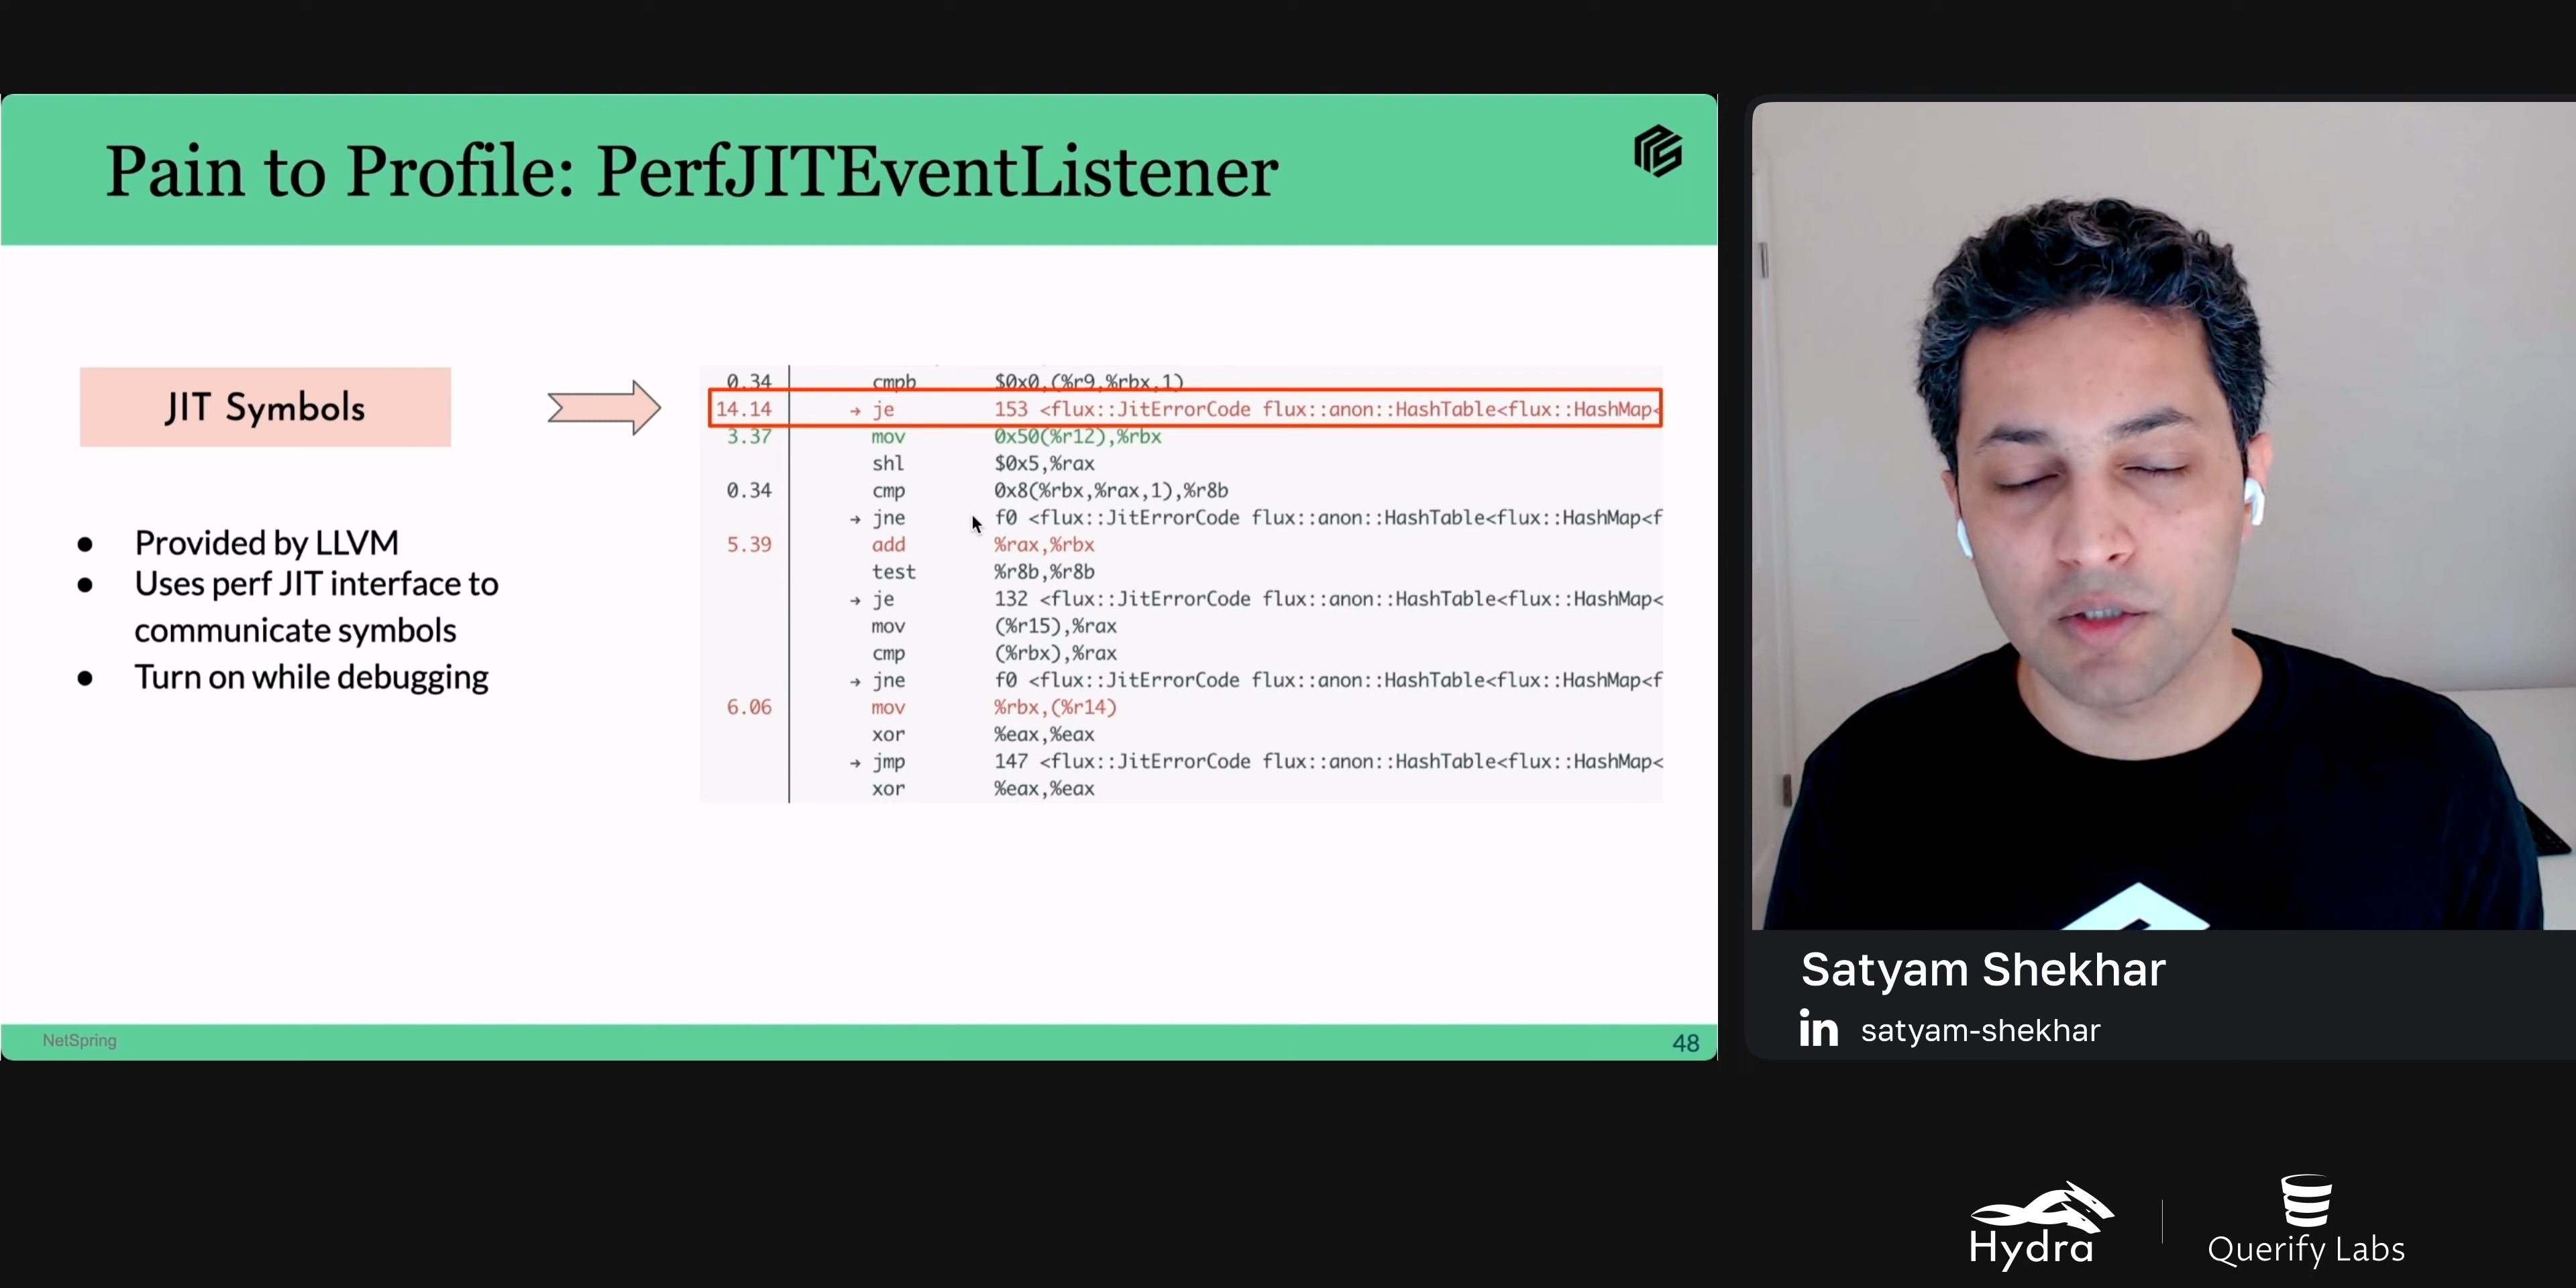 Pain to Profile: PerfJITEventListener
JIT Symbols
● Provided by LLVM
● Uses perf JIT interface to
communicate symbols
● Turn on while debugging
0.34 cmpb $0x0,(%r9,%rbx,1)
14.14 → je 153 <flux::JitErrorCode flux::anon::HashTable<flux::HashMap<
3.37 mov 0x50(%r12),%rbx
shl $0x5,%rax
0.34 cmp 0x8(%rbx,%rax,1),%r8b
→ jne f0 <flux::JitErrorCode flux::anon::HashTable<flux::HashMap<f
5.39 add %rax,%rbx
test %r8b,%r8b
→ je 132 <flux::JitErrorCode flux::anon::HashTable<flux::HashMap<
mov (%r15),%rax
cmp (%rbx),%rax
→ jne f0 <flux::JitErrorCode flux::anon::HashTable<flux::HashMap<f
6.06 mov %rbx,(%r14)
xor %eax,%eax
→ jmp 147 <flux::JitErrorCode flux::anon::HashTable<flux::HashMap<
xor %eax,%eax
NetSpring
48
Satyam Shekhar
in satyam-shekhar
Hydra
Querify Labs